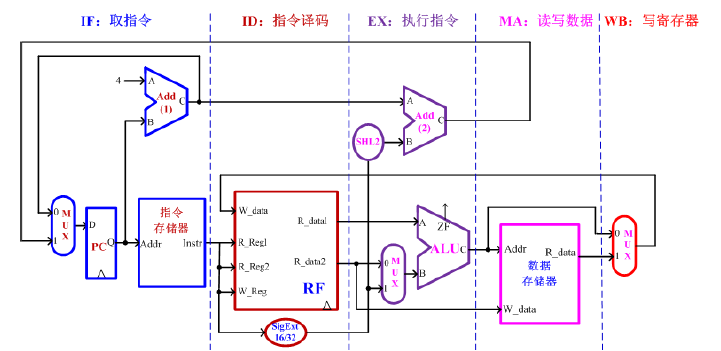 IF：取指令 ID：指令译码 EX：执行指令 MA：读写数据 WB：写寄存器
4 A
Add
(1)
C
B
A
Add
(2)
C
B
SHL2
0
M
U
X
1
D
PC
Q
指令
存储器
Addr
Instr
W_data
R_Reg1
R_Reg2
W_Reg
R_data1
R_data2
RF
SigExt
16/32
0
M
U
X
1
A
ZF
ALU
C
B
Addr
R_data
数据
存储器
W_data
0
M
U
X
1